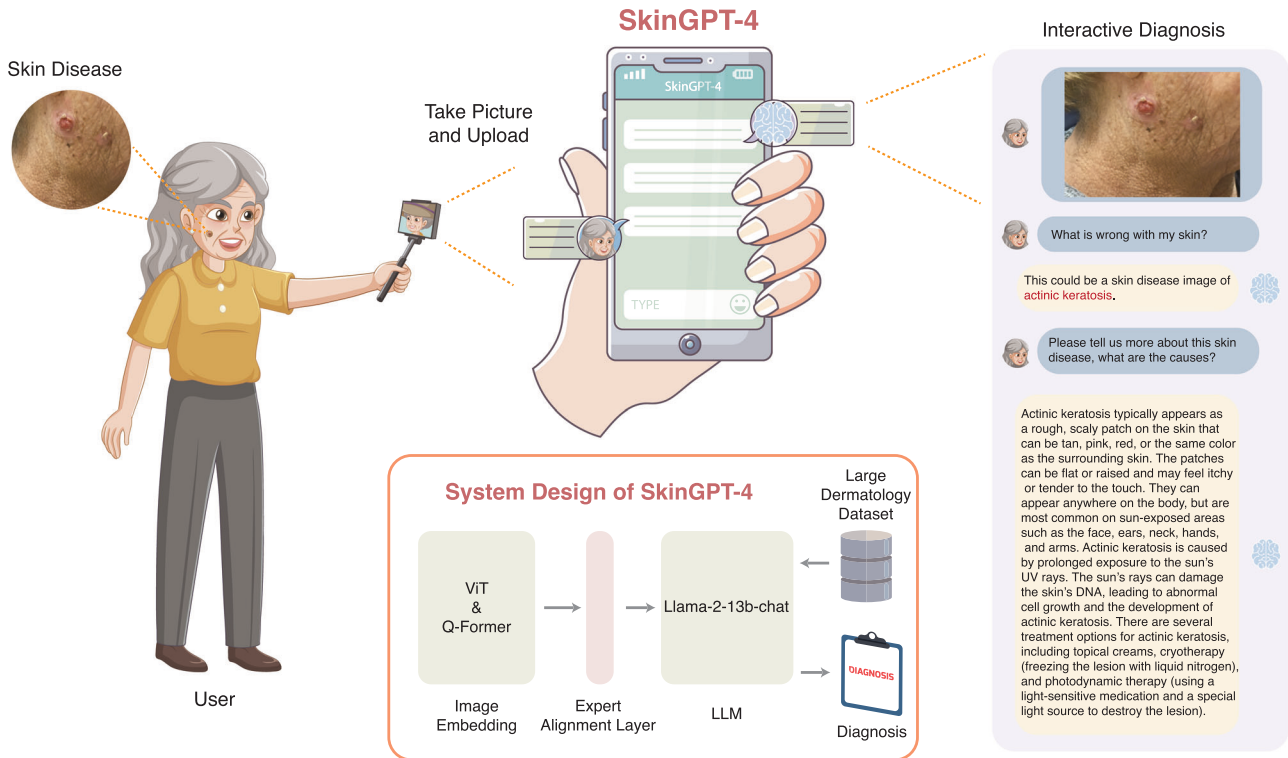 SkinGPT-4
Skin Disease
Take Picture
and Upload
SkinGPT-4
TYPE
User
Interactive Diagnosis
What is wrong with my skin?
This could be a skin disease image of
actinic keratosis.
Please tell us more about this skin
disease, what are the causes?
Actinic keratosis typically appears as
a rough, scaly patch on the skin that
can be tan, pink, red, or the same color
as the surrounding skin. The patches
can be flat or raised and may feel itchy
or tender to the touch. They can
appear anywhere on the body, but are
most common on sun-exposed areas
such as the face, ears, neck, hands,
and arms. Actinic keratosis is caused
by prolonged exposure to the sun's
UV rays. The sun's rays can damage
the skin's DNA, leading to abnormal
cell growth and the development of
actinic keratosis. There are several
treatment options for actinic keratosis,
including topical creams, cryotherapy
(freezing the lesion with liquid nitrogen),
and photodynamic therapy (using a
light-sensitive medication and a special
light source to destroy the lesion).
System Design of SkinGPT-4
Large
Dermatology
Dataset
ViT
&
Q-Former
Llama-2-13b-chat
DIAGNOSIS
Image
Embedding
Expert
Alignment Layer
LLM
Diagnosis